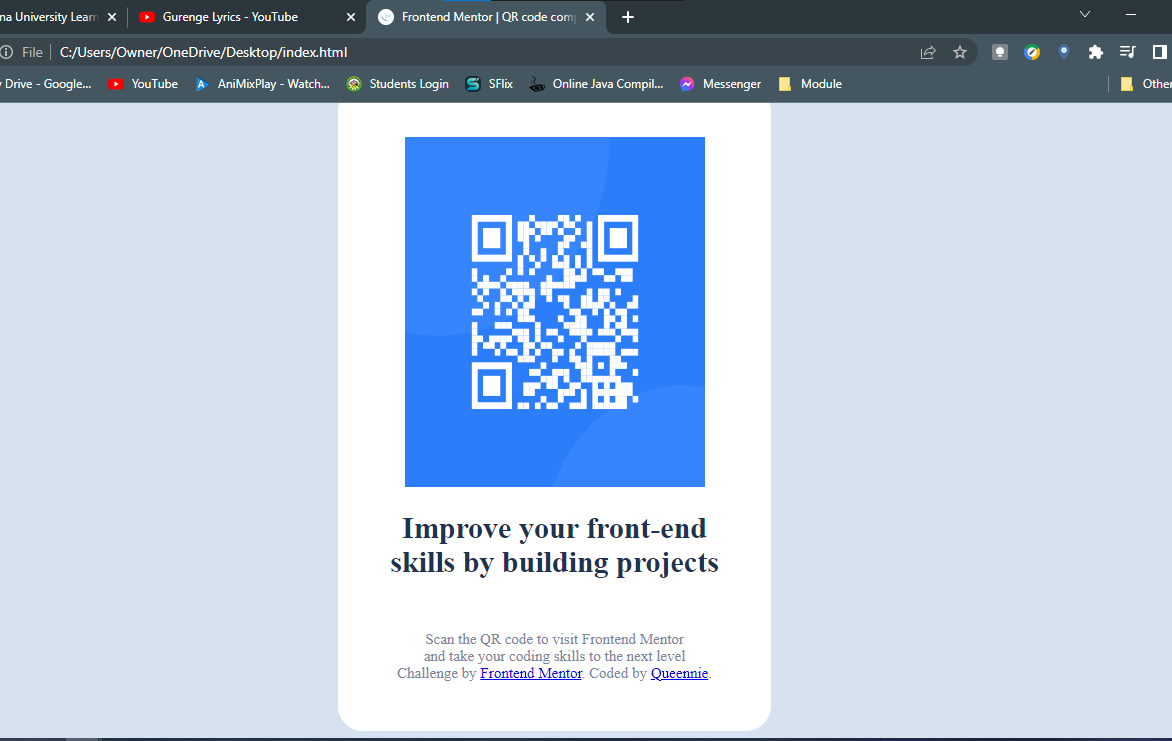 na University Learn
Gurenge Lyrics - YouTube
Frontend Mentor | QR code com
File
C:/Users/Owner/OneDrive/Desktop/index.html
Drive - Google...
YouTube
AniMixPlay - Watch...
Students Login
SFlix
Online Java Compil...
Messenger
Module
Other
Improve your front-end
skills by building projects
Scan the QR code to visit Frontend Mentor
and take your coding skills to the next level
Challenge by Frontend Mentor. Coded by Queennie.